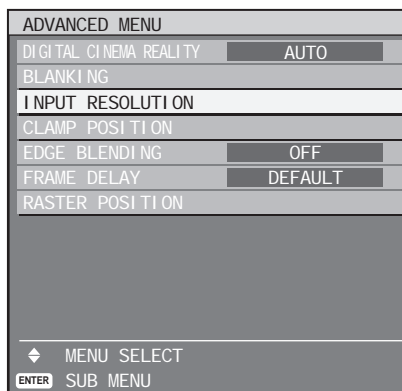 ADVANCED MENU
DIGITAL CINEMA REALITY AUTO
BLANKING
INPUT RESOLUTION
CLAMP POSITION
EDGE BLENDING OFF
FRAME DELAY DEFAULT
RASTER POSITION
MENU SELECT
ENTER SUB MENU